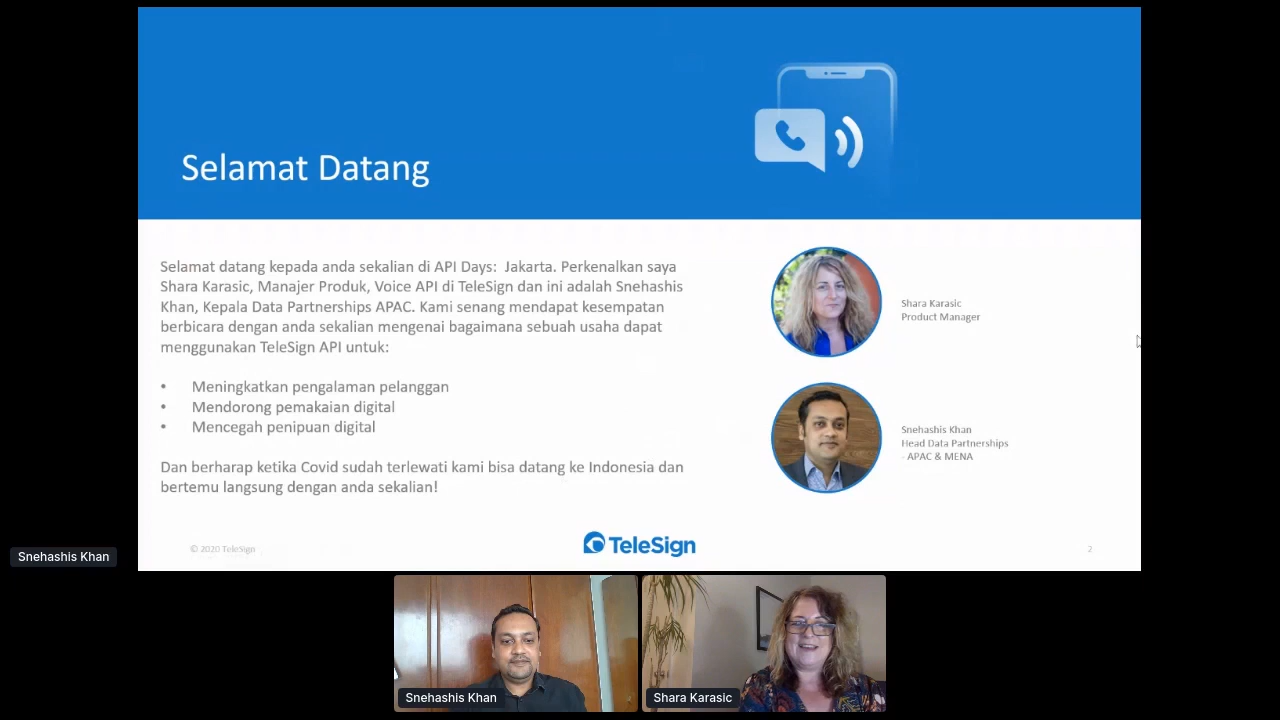 Selamat Datang
Selamat datang kepada anda sekalian di API Days:  Jakarta. Perkenalkan saya
Shara Karasic, Manajer Produk, Voice API di TeleSign dan ini adalah Snehashis
Khan, Kepala Data Partnerships APAC. Kami senang mendapat kesempatan
berbicara dengan anda sekalian mengenai bagaimana sebuah usaha dapat
menggunakan TeleSign API untuk:
• Meningkatkan pengalaman pelanggan
• Mendorong pemakaian digital
• Mencegah penipuan digital
Dan berharap ketika Covid sudah terlewati kami bisa datang ke Indonesia dan
bertemu langsung dengan anda sekalian!
Shara Karasic
Product Manager
Snehashis Khan
Head Data Partnerships
- APAC & MENA
© 2020 TeleSign
TeleSign
2
Snehashis Khan
Snehashis Khan
Shara Karasic